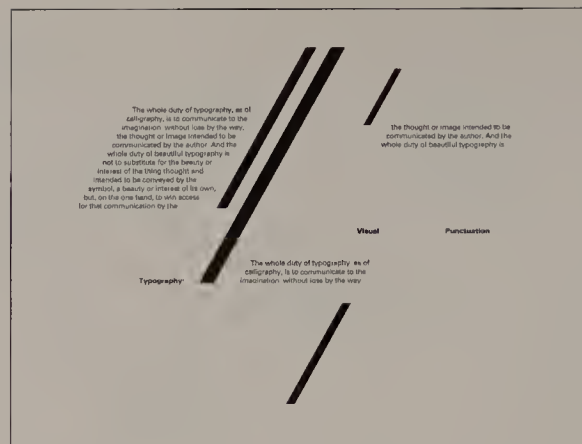 The whole duty of typography, as of
calligraphy, is to communicate to the
imagination without loss by the way,
the thought or image intended to be
communicated by the author. And the
whole duty of beautiful typography is
not to substitute for the beauty or
interest of the thing thought and
intended to be conveyed by the
symbol, a beauty or interest of its own,
but, on the one hand, to win access
for that communication by the
the thought or image intended to be
communicated by the author. And the
whole duty of beautiful typography is
Visual Punctuation
The whole duty of typography as of
calligraphy, is to communicate to the
imagination without loss by the way
Typography